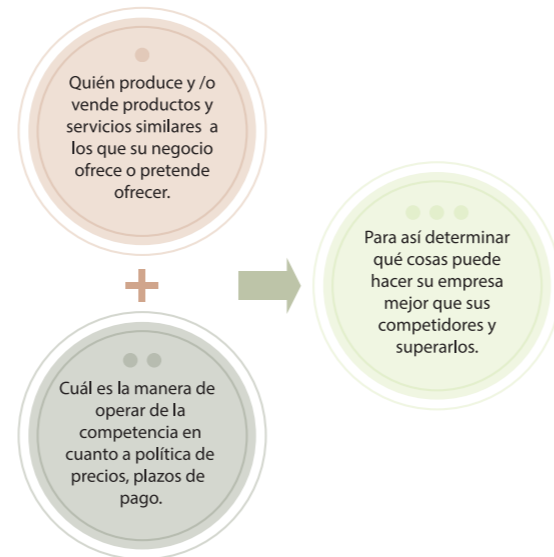 Quién produce y /o
vende productos y
servicios similares a
los que su negocio
ofrece o pretende
ofrecer.
+
Cuál es la manera de
operar de la
competencia en
cuanto a política de
precios, plazos de
pago.
Para así determinar
qué cosas puede
hacer su empresa
mejor que sus
competidores y
superarlos.